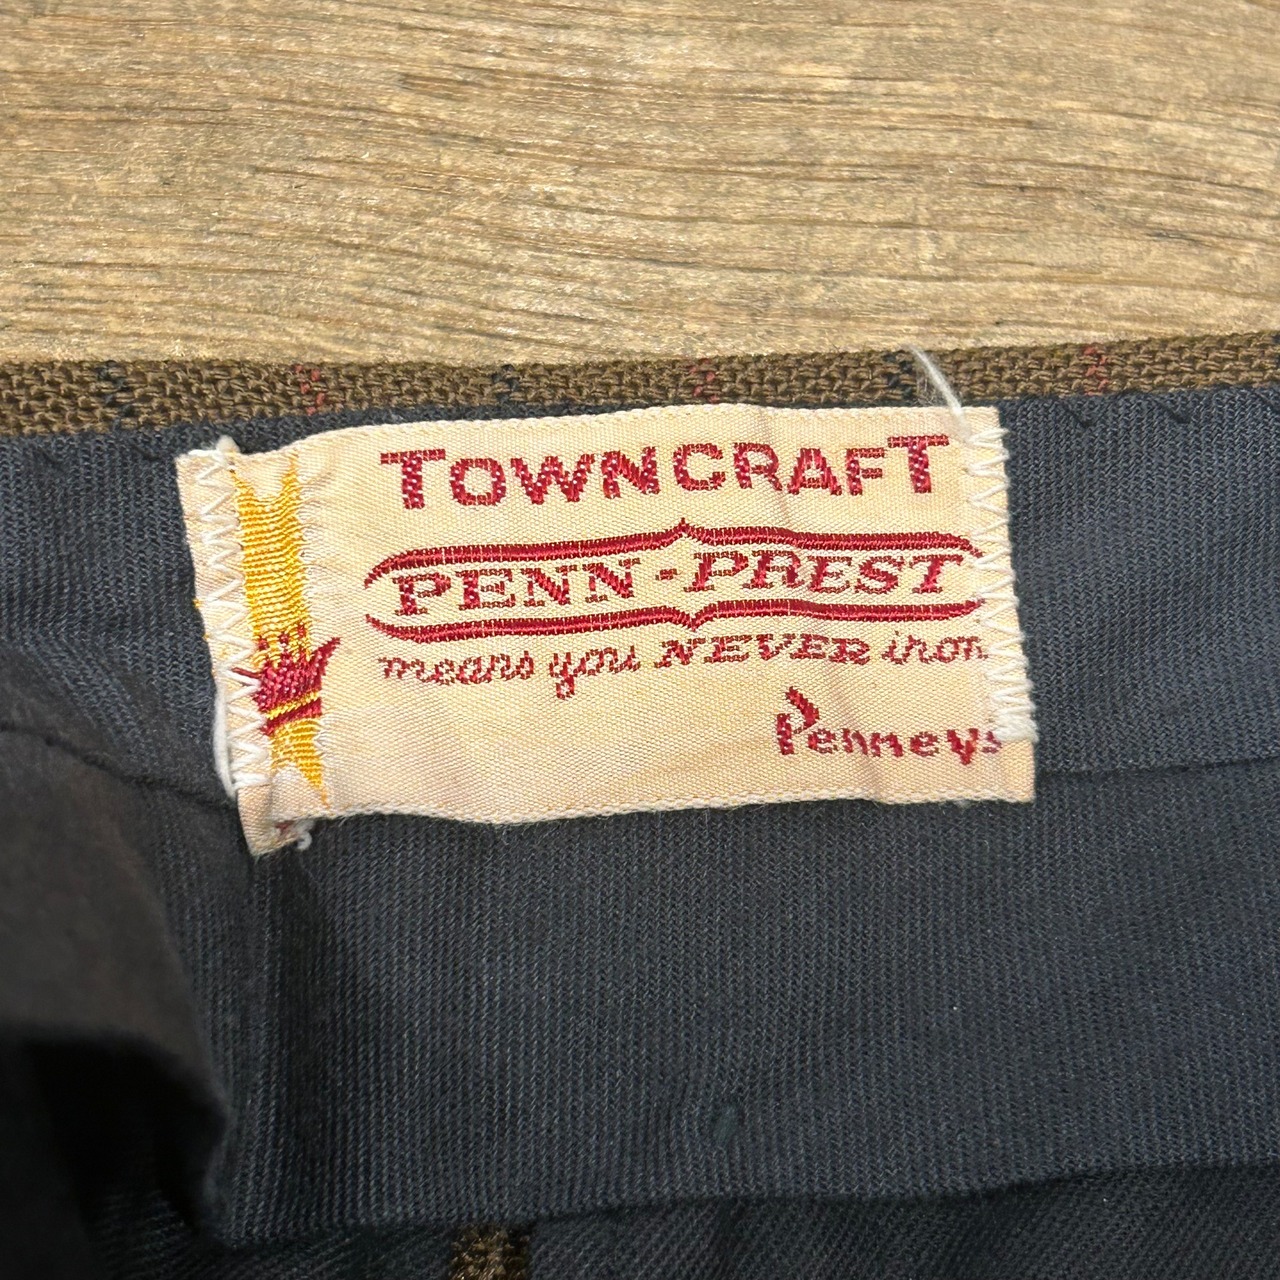 TOWNCRAFT
PENN-PREST
means you NEVER iron
Penneys